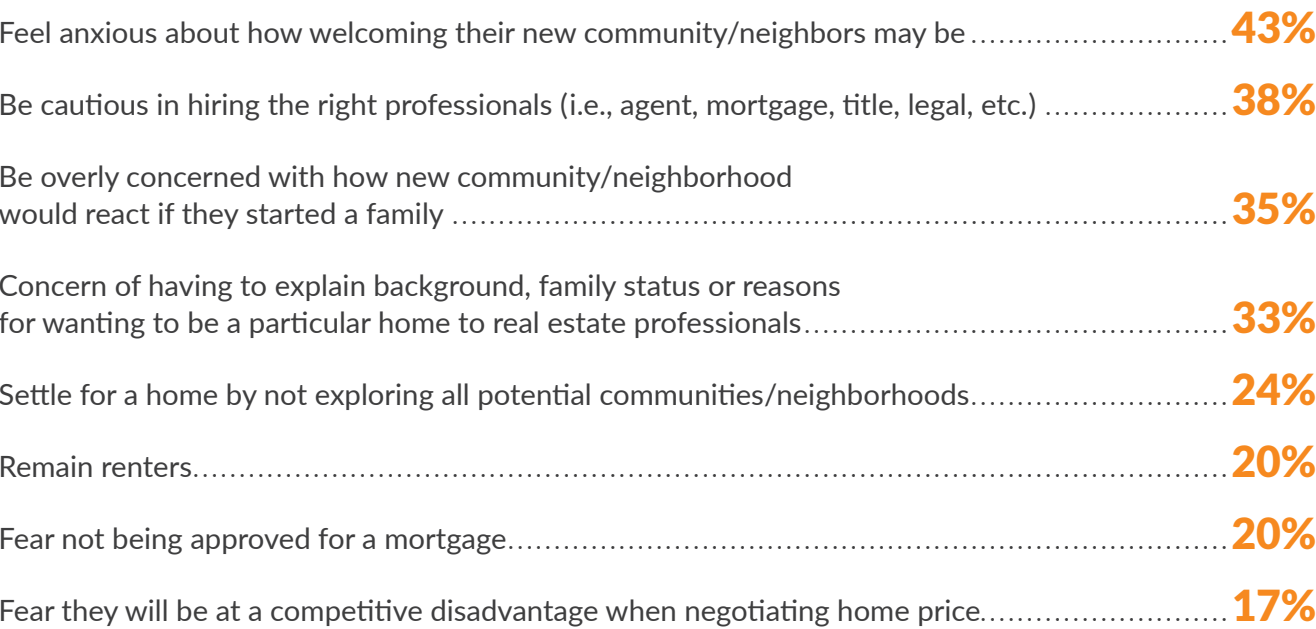 Feel anxious about how welcoming their new community/neighbors may be ............................ 43%
Be cautious in hiring the right professionals (i.e., agent, mortgage, title, legal, etc.) .................... 38%
Be overly concerned with how new community/neighborhood
would react if they started a family .................................................................................... 35%
Concern of having to explain background, family status or reasons
for wanting to be a particular home to real estate professionals.............................................. 33%
Settle for a home by not exploring all potential communities/neighborhoods............................ 24%
Remain renters................................................................................................................ 20%
Fear not being approved for a mortgage.............................................................................. 20%
Fear they will be at a competitive disadvantage when negotiating home price........................... 17%